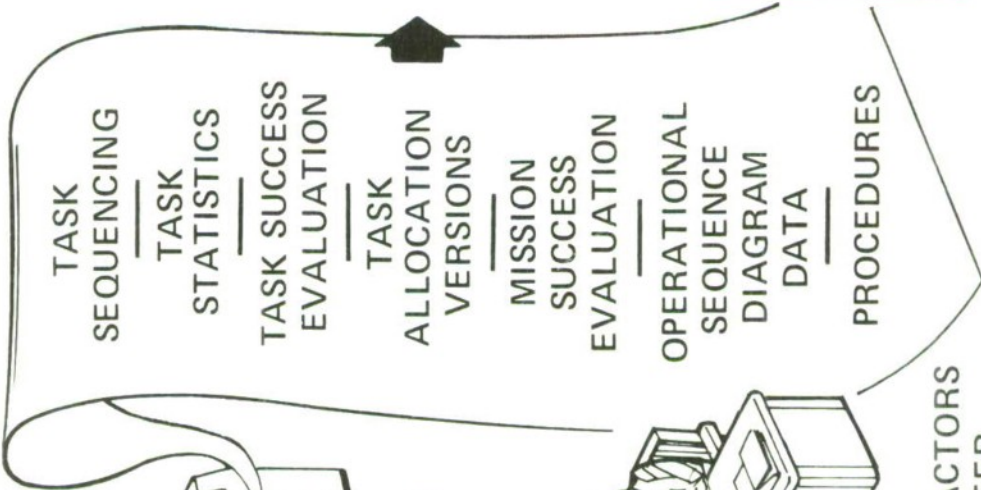 TASK
SEQUENCING
TASK
STATISTICS
TASK SUCCESS
EVALUATION
TASK
ALLOCATION
VERSIONS
MISSION
SUCCESS
EVALUATION
OPERATIONAL
SEQUENCE
DIAGRAM
DATA
PROCEDURES